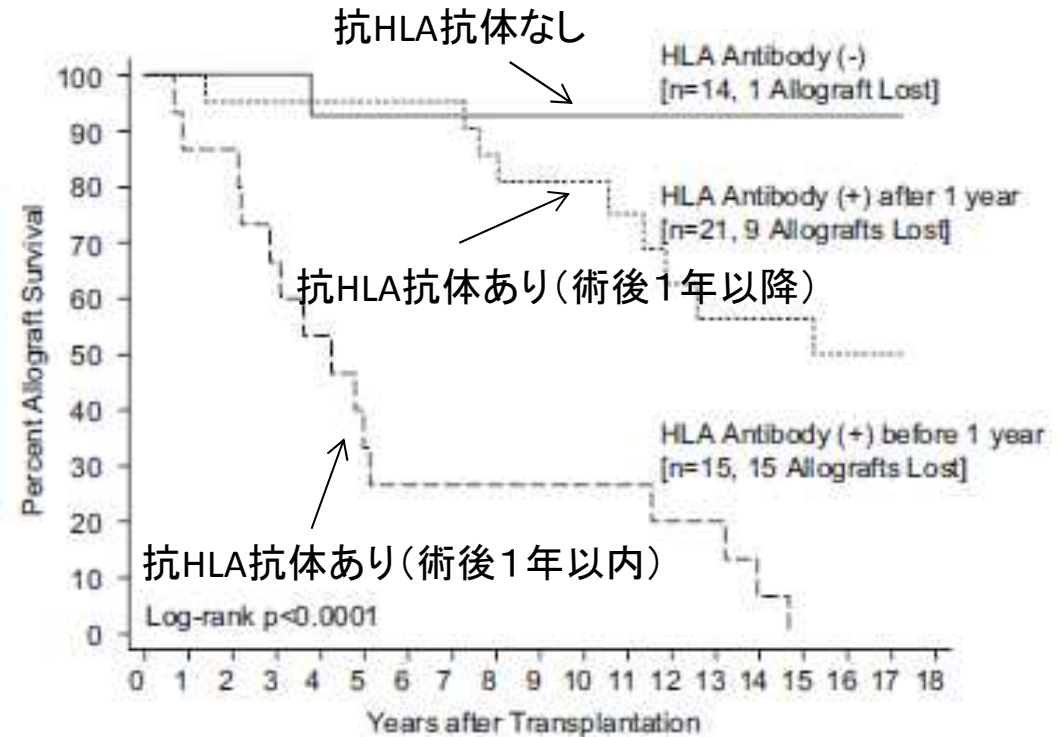 抗HLA抗体なし
HLA Antibody (-)
[n=14, 1 Allograft Lost]
HLA Antibody (+) after 1 year
[n=21, 9 Allografts Lost]
抗HLA抗体あり（術後１年以降）
HLA Antibody (+) before 1 year
[n=15, 15 Allografts Lost]
抗HLA抗体あり（術後１年以内）
Log-rank p<0.0001
Percent Allograft Survival
100
90
80
70
60
50
40
30
20
10
0
0 1 2 3 4 5 6 7 8 9 10 11 12 13 14 15 16 17 18
Years after Transplantation